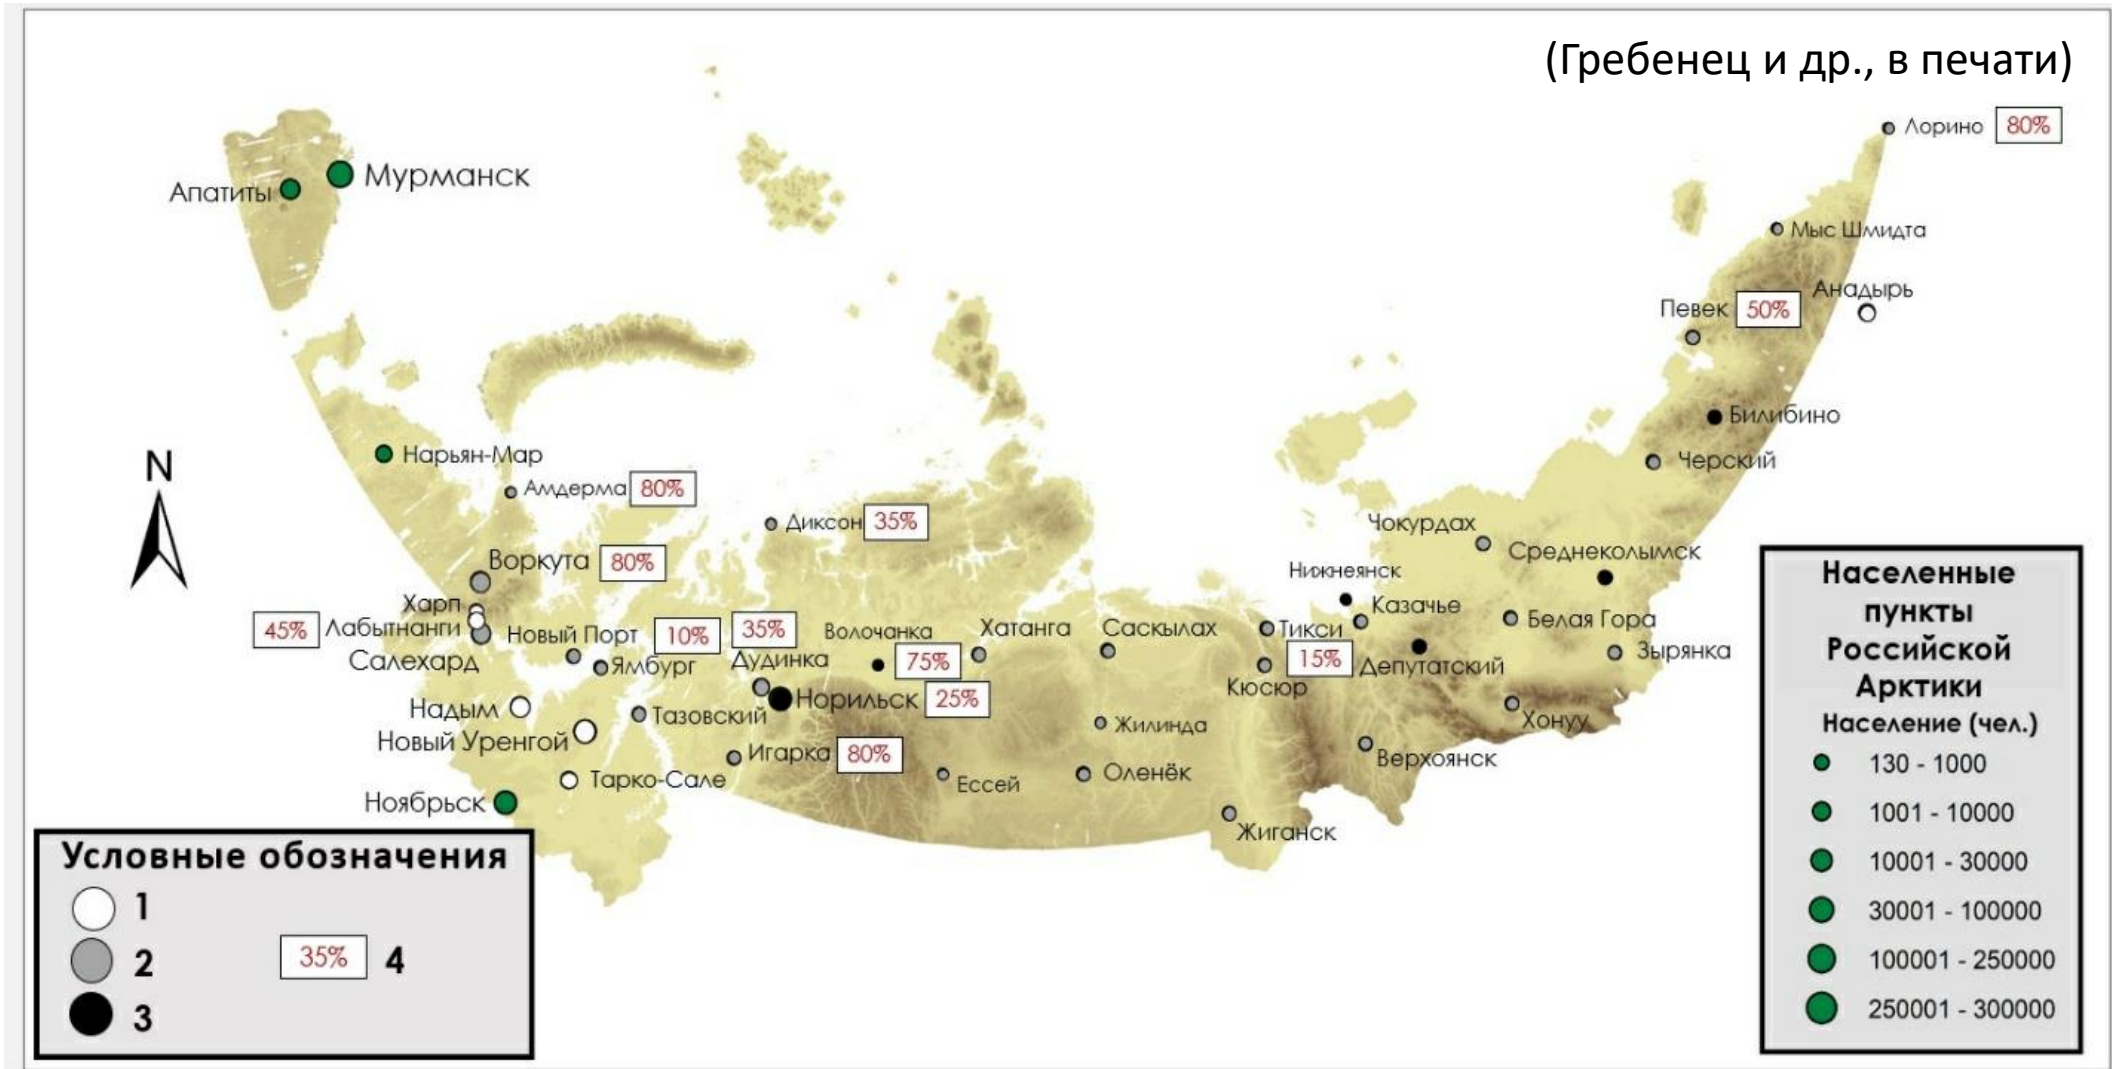 (Гребенец и др., в печати)
Лорино 80%
Мурманск
Апатиты
Мыс Шмидта
Анадырь
Певек 50%
Билибино
Нарьян-Мар
Черский
N
Амдерма 80%
Диксон 35%
Чокурдах
Среднеколымск
Воркута 80%
Нижнеянск
Харп
Казачье
45% Лабытнанги
Новый Порт 10%
35%
Дудинка
Волочанка
75%
Хатанга
Саскылах
Тикси
Белая Гора
Салехард
Ямбург
15%
Депутатский
Зырянка
Кюсюр
Норильск 25%
Надым
Тазовский
Хонуу
Жилинда
Новый Уренгой
Игарка 80%
Верхоянск
Тарко-Сале
Ессей
Оленёк
Ноябрьск
Жиганск
Условные обозначения
1
2
3
35% 4
Населенные
пункты
Российской
Арктики
Население (чел.)
130 - 1000
1001 - 10000
10001 - 30000
30001 - 100000
100001 - 250000
250001 - 300000